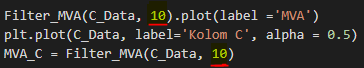 Filter_MVA(C_Data, 10).plot(label ='MVA')
plt.plot(C_Data, label='Kolom C', alpha = 0.5)
MVA_C = Filter_MVA(C_Data, 10)